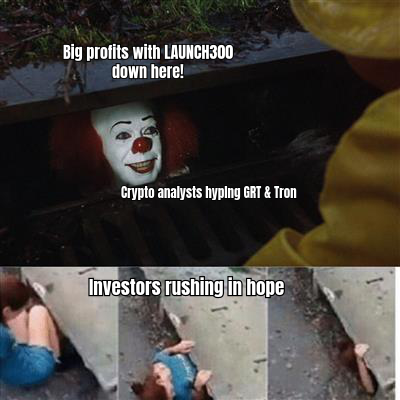 Big profits with LAUNCH300
down here!
Crypto analysts hyping GRT & Tron
Investors rushing in hope